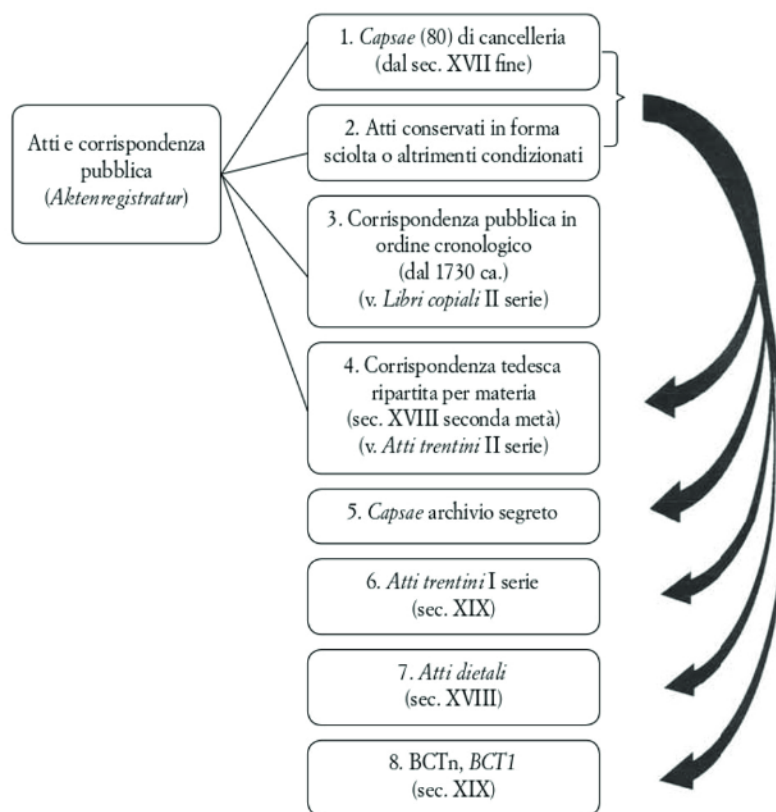 Atti e corrispondenza
pubblica
(Aktenregistratur)
1. Capsae (80) di cancelleria
(dal sec. XVII fine)
2. Atti conservati in forma
sciolta o altrimenti condizionati
3. Corrispondenza pubblica in
ordine cronologico
(dal 1730 ca.)
(v. Libri copiali II serie)
4. Corrispondenza tedesca
ripartita per materia
(sec. XVIII seconda metà)
(v. Atti trentini II serie)
5. Capsae archivio segreto
6. Atti trentini I serie
(sec. XIX)
7. Atti dietali
(sec. XVIII)
8. BCTn, BCT1
(sec. XIX)